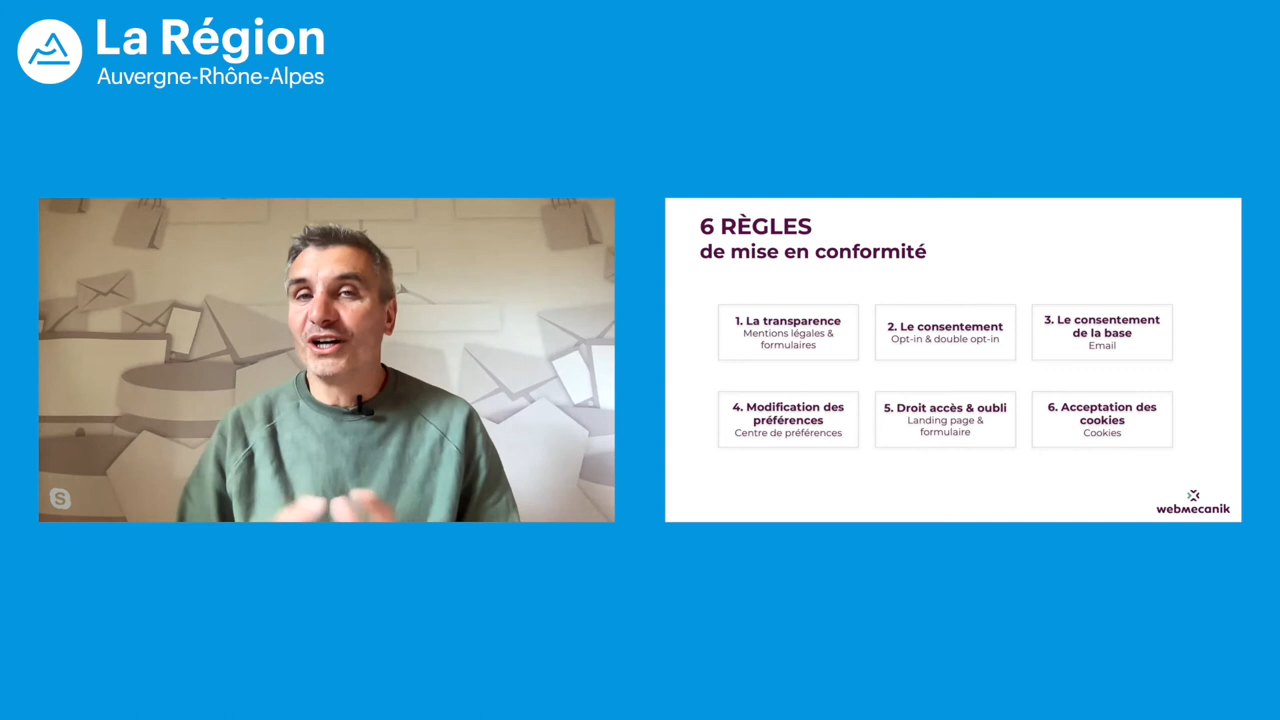 La Région
Auvergne-Rhône-Alpes
6 RÈGLES
de mise en conformité
1. La transparence
Mentions légales &
formulaires
2. Le consentement
Opt-in & double opt-in
3. Le consentement
de la base
Email
4. Modification des
préférences
Centre de préférences
5. Droit accès & oubli
Landing page &
formulaire
6. Acceptation des
cookies
Cookies
webmecanik
S